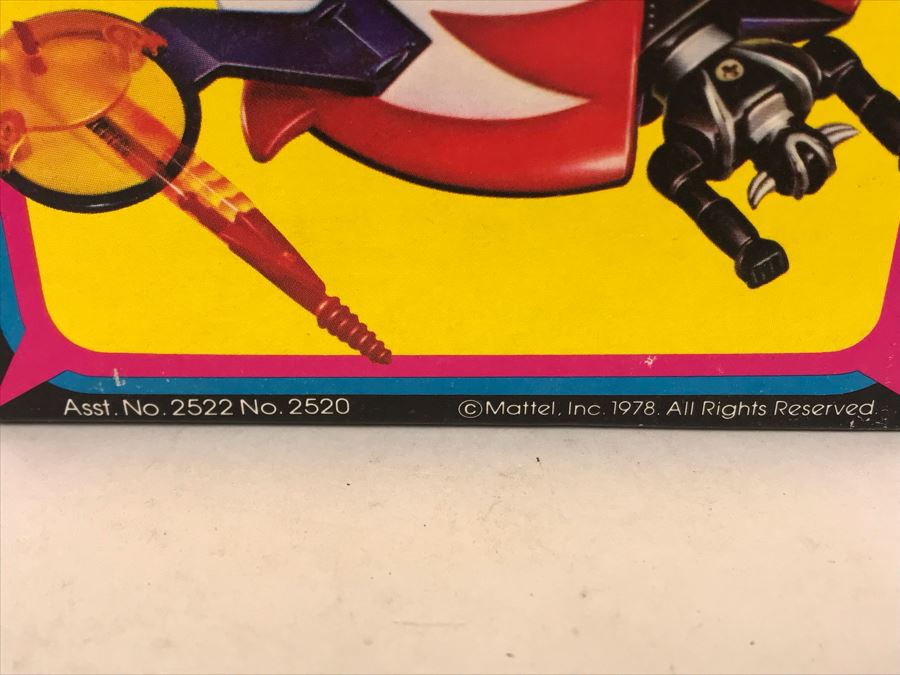 Asst. No. 2522 No. 2520 ©Mattel, Inc. 1978. All Rights Reserved.